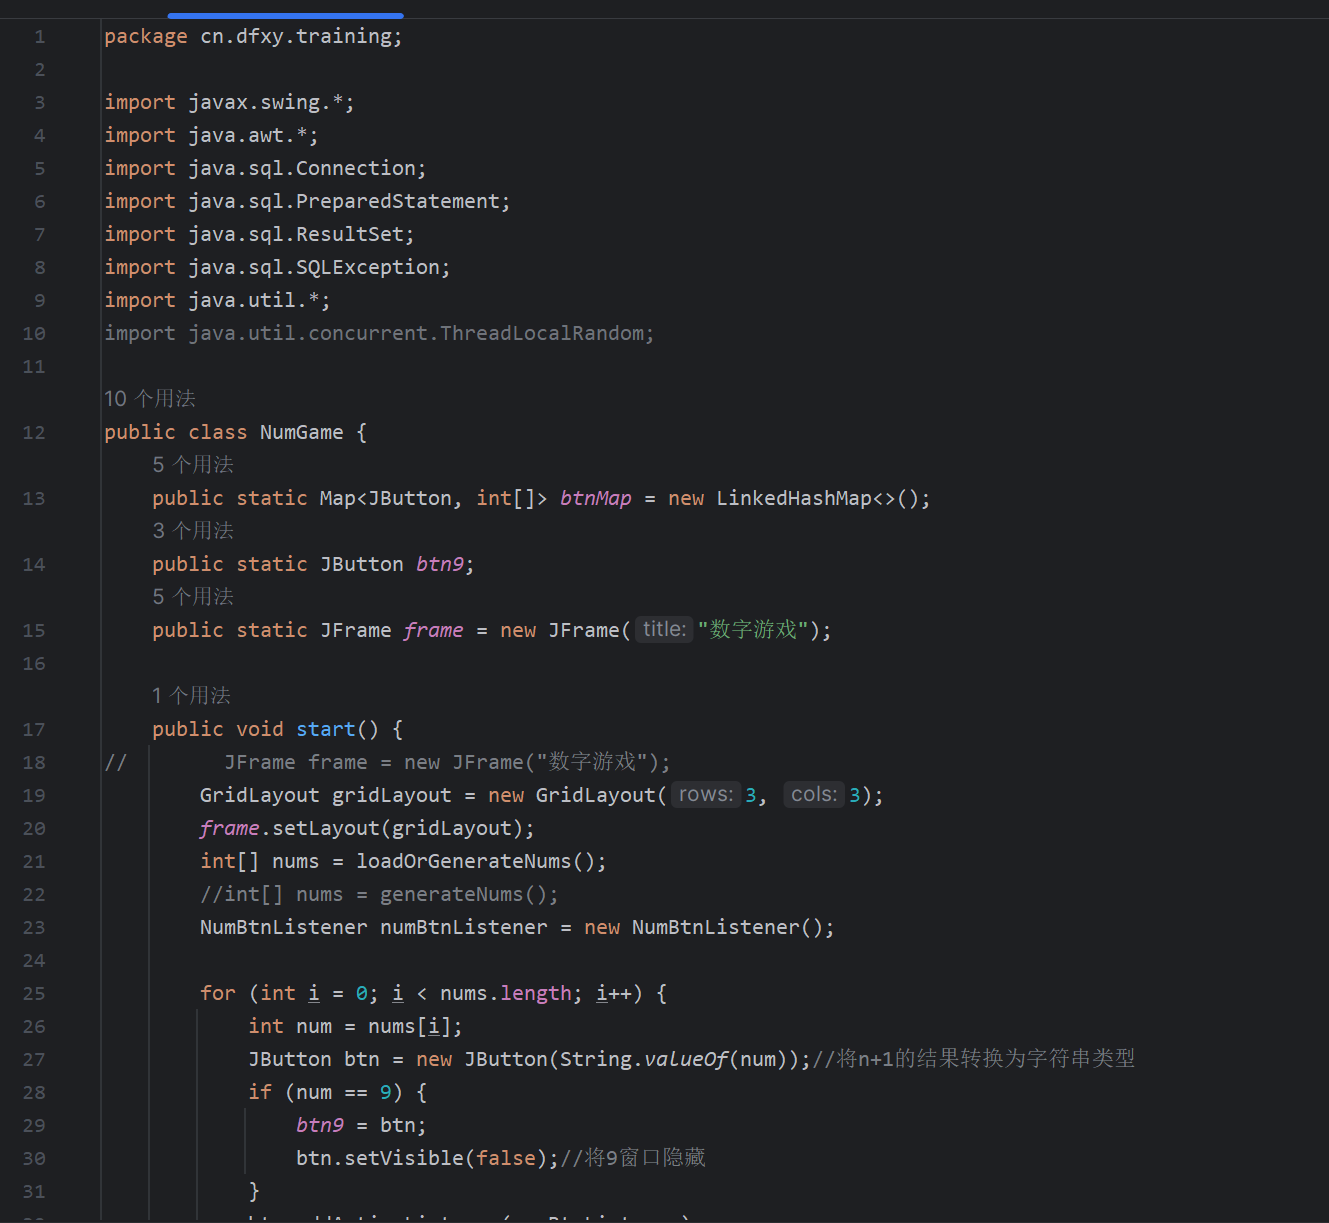 1 package cn.dfxy.training;
2
3 import javax.swing.*;
4 import java.awt.*;
5 import java.sql.Connection;
6 import java.sql.PreparedStatement;
7 import java.sql.ResultSet;
8 import java.sql.SQLException;
9 import java.util.*;
10 import java.util.concurrent.ThreadLocalRandom;
11
10 个用法
12 public class NumGame {
5 个用法
13 public static Map<JButton, int[]> btnMap = new LinkedHashMap<>();
3 个用法
14 public static JButton btn9;
5 个用法
15 public static JFrame frame = new JFrame( title: "数字游戏");
16
1 个用法
17 public void start() {
18 // JFrame frame = new JFrame("数字游戏");
19 GridLayout gridLayout = new GridLayout( rows: 3, cols: 3);
20 frame.setLayout(gridLayout);
21 int[] nums = loadOrGenerateNums();
22 //int[] nums = generateNums();
23 NumBtnListener numBtnListener = new NumBtnListener();
24
25 for (int i = 0; i < nums.length; i++) {
26 int num = nums[i];
27 JButton btn = new JButton(String.valueOf(num));//将n+1的结果转换为字符串类型
28 if (num == 9) {
29 btn9 = btn;
30 btn.setVisible(false);//将9窗口隐藏
31 }